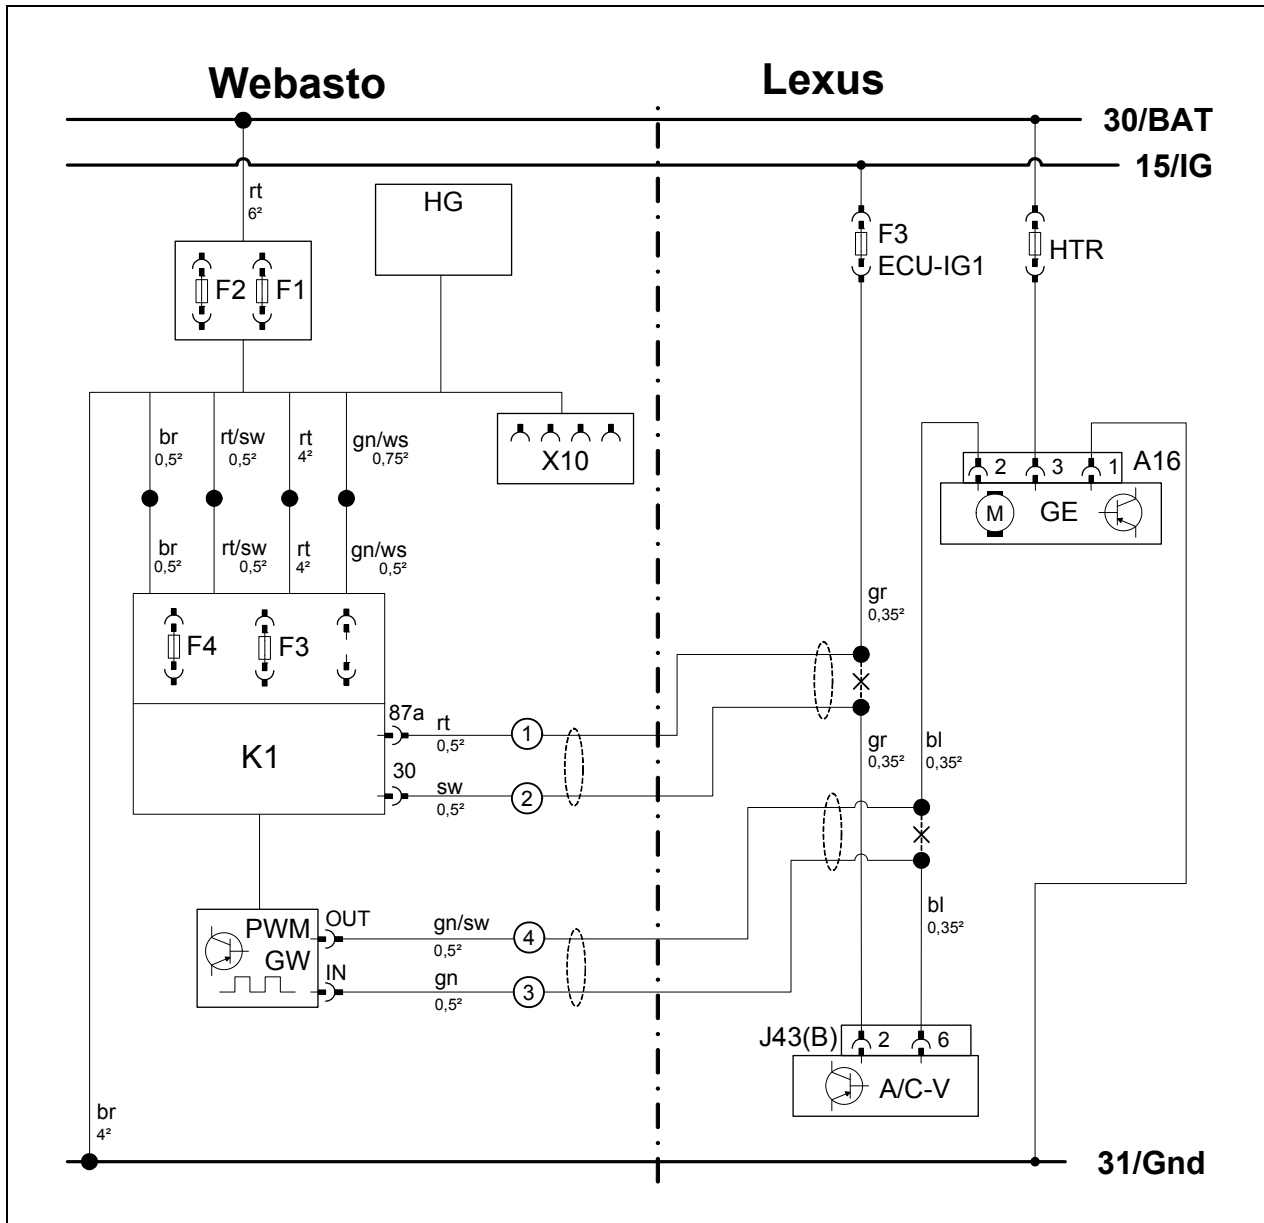 Webasto
Lexus
30/BAT
15/IG
rt
6²
HG
F2
F1
F3
ECU-IG1
HTR
br
0,5²
rt/sw
0,5²
rt
4²
gn/ws
0,75²
X10
2
3
1
A16
M
GE
br
0,5²
rt/sw
0,5²
rt
4²
gn/ws
0,5²
gr
0,35²
F4
F3
87a
rt
0,5²
1
K1
30
sw
0,5²
2
gr
0,35²
bl
0,35²
PWM
GW
OUT
gn/sw
0,5²
4
IN
gn
0,5²
3
bl
0,35²
J43(B)
2
6
A/C-V
br
4²
31/Gnd